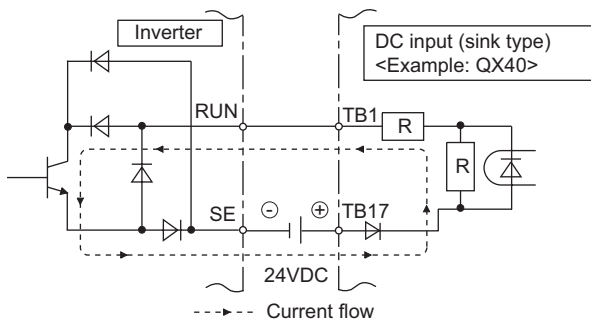 Inverter
DC input (sink type)
<Example: QX40>
RUN
TB1
R
R
SE
⊖
⊕
TB17
24VDC
Current flow